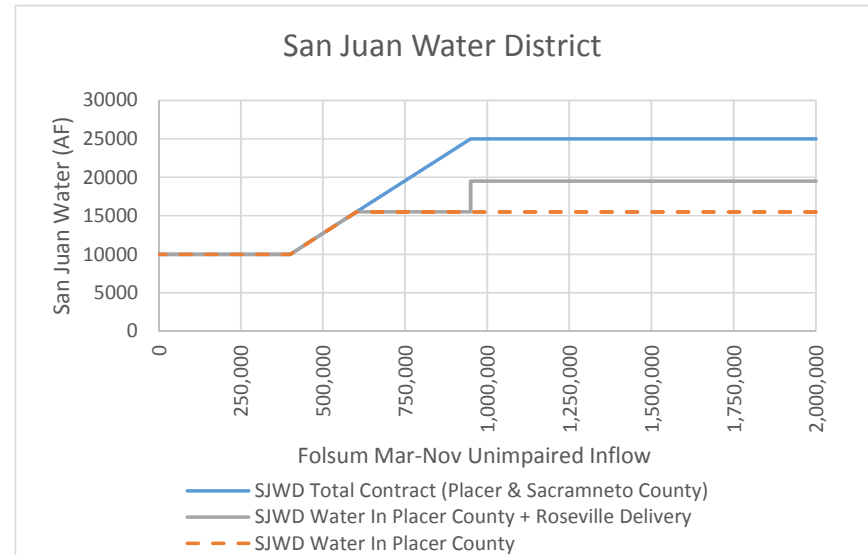 San Juan Water District
San Juan Water (AF)
30000
25000
20000
15000
10000
5000
0
0
250,000
500,000
750,000
1,000,000
1,250,000
1,500,000
1,750,000
2,000,000
Folsum Mar-Nov Unimpaired Inflow
SJWD Total Contract (Placer & Sacramneto County)
SJWD Water In Placer County + Roseville Delivery
SJWD Water In Placer County